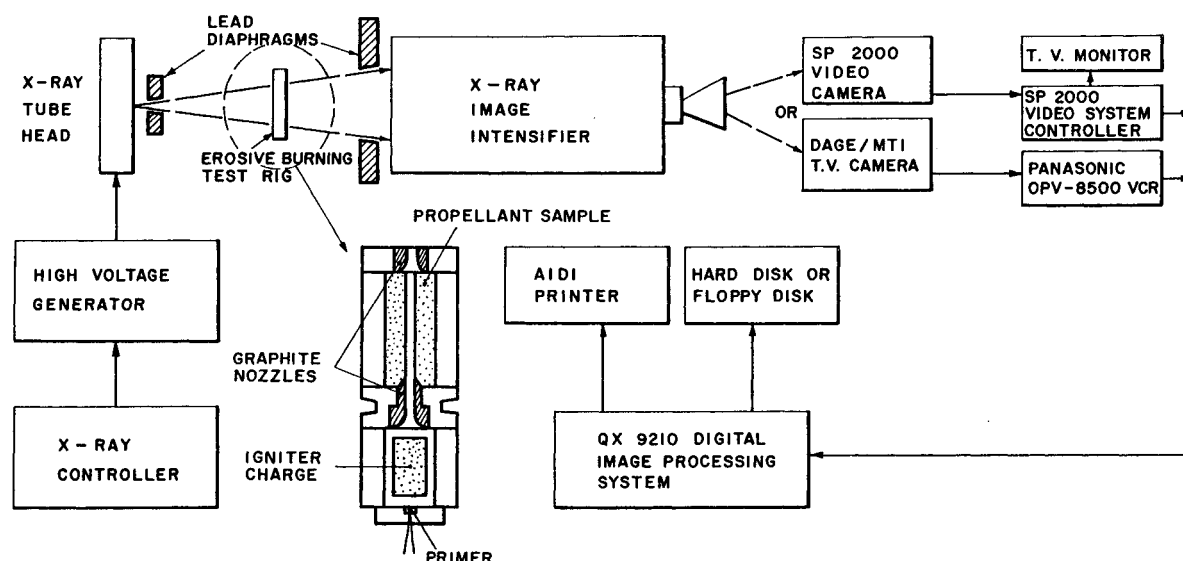 LEAD
DIAPHRAGMS
X-RAY
TUBE
HEAD
X-RAY
IMAGE
INTENSIFIER
SP 2000
VIDEO
CAMERA
OR
DAGE/MTI
T.V. CAMERA
T. V. MONITOR
SP 2000
VIDEO SYSTEM
CONTROLLER
PANASONIC
OPV-8500 VCR
EROSIVE BURNING
TEST RIG
PROPELLANT SAMPLE
HIGH VOLTAGE
GENERATOR
AIDI
PRINTER
HARD DISK OR
FLOPPY DISK
GRAPHITE
NOZZLES
X-RAY
CONTROLLER
IGNITER
CHARGE
QX 9210 DIGITAL
IMAGE PROCESSING
SYSTEM
PRIMER